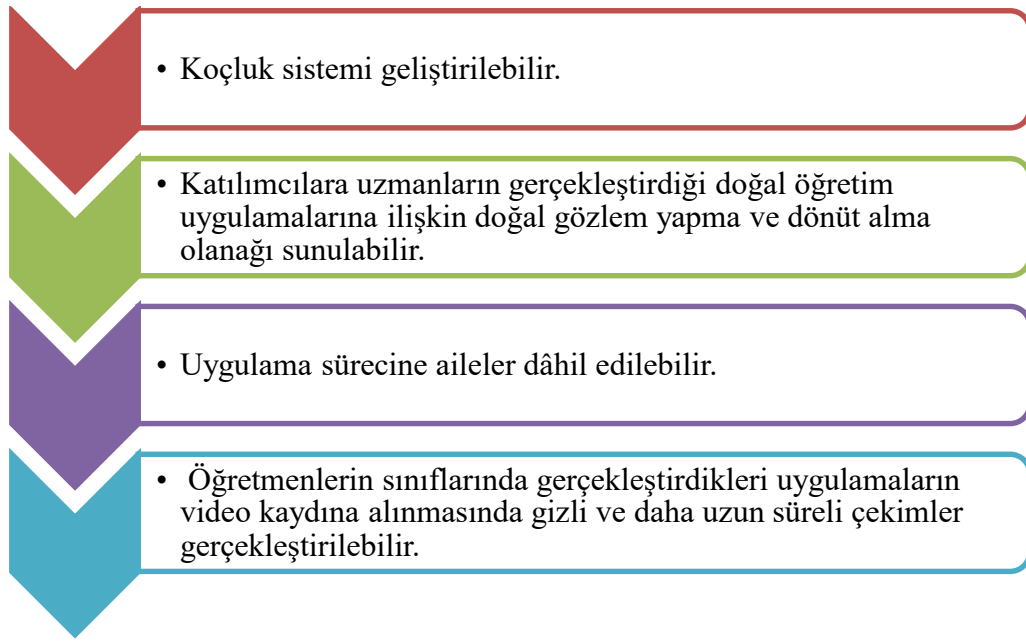 • Koçluk sistemi geliştirilebilir.
• Katılımcılara uzmanların gerçekleştirdiği doğal öğretim
uygulamalarına ilişkin doğal gözlem yapma ve dönüt alma
olanağı sunulabilir.
• Uygulama sürecine aileler dâhil edilebilir.
• Öğretmenlerin sınıflarında gerçekleştirdikleri uygulamaların
video kaydına alınmasında gizli ve daha uzun süreli çekimler
gerçekleştirilebilir.